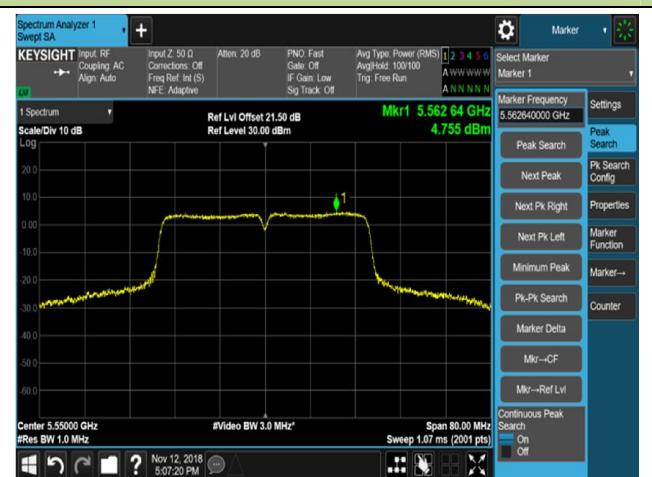 Spectrum Analyzer 1
Swept SA
+
Marker
KEYSIGHT
Input: RF
Coupling: AC
Align: Auto
Input Z: 50 Ω
Corrections: Off
Freq Ref: Int (S)
NFE: Adaptive
Atten: 20 dB
PNO: Fast
Gate: Off
IF Gain: Low
Sig Track: Off
Avg Type: Power (RMS)
Avg|Hold: 100/100
Trig: Free Run
1 2 3 4 5 6
A W W W W W
A N N N N N
Select Marker
Marker 1
1 Spectrum
Scale/Div 10 dB
Log
Ref Lvl Offset 21.50 dB
Ref Level 30.00 dBm
Mkr1 5.562 64 GHz
4.755 dBm
20.0
10.0
0.00
-10.0
-20.0
-30.0
-40.0
-50.0
-60.0
1
Center 5.55000 GHz
#Res BW 1.0 MHz
#Video BW 3.0 MHz*
Span 80.00 MHz
Sweep 1.07 ms (2001 pts)
Marker Frequency
5.562640000 GHz
Peak Search
Next Peak
Next Pk Right
Next Pk Left
Minimum Peak
Pk-Pk Search
Marker Delta
Mkr→CF
Mkr→Ref Lvl
Continuous Peak
Search
On
Off
Settings
Peak
Search
Pk Search
Config
Properties
Marker
Function
Marker→
Counter
?
Nov 12, 2018
5:07:20 PM